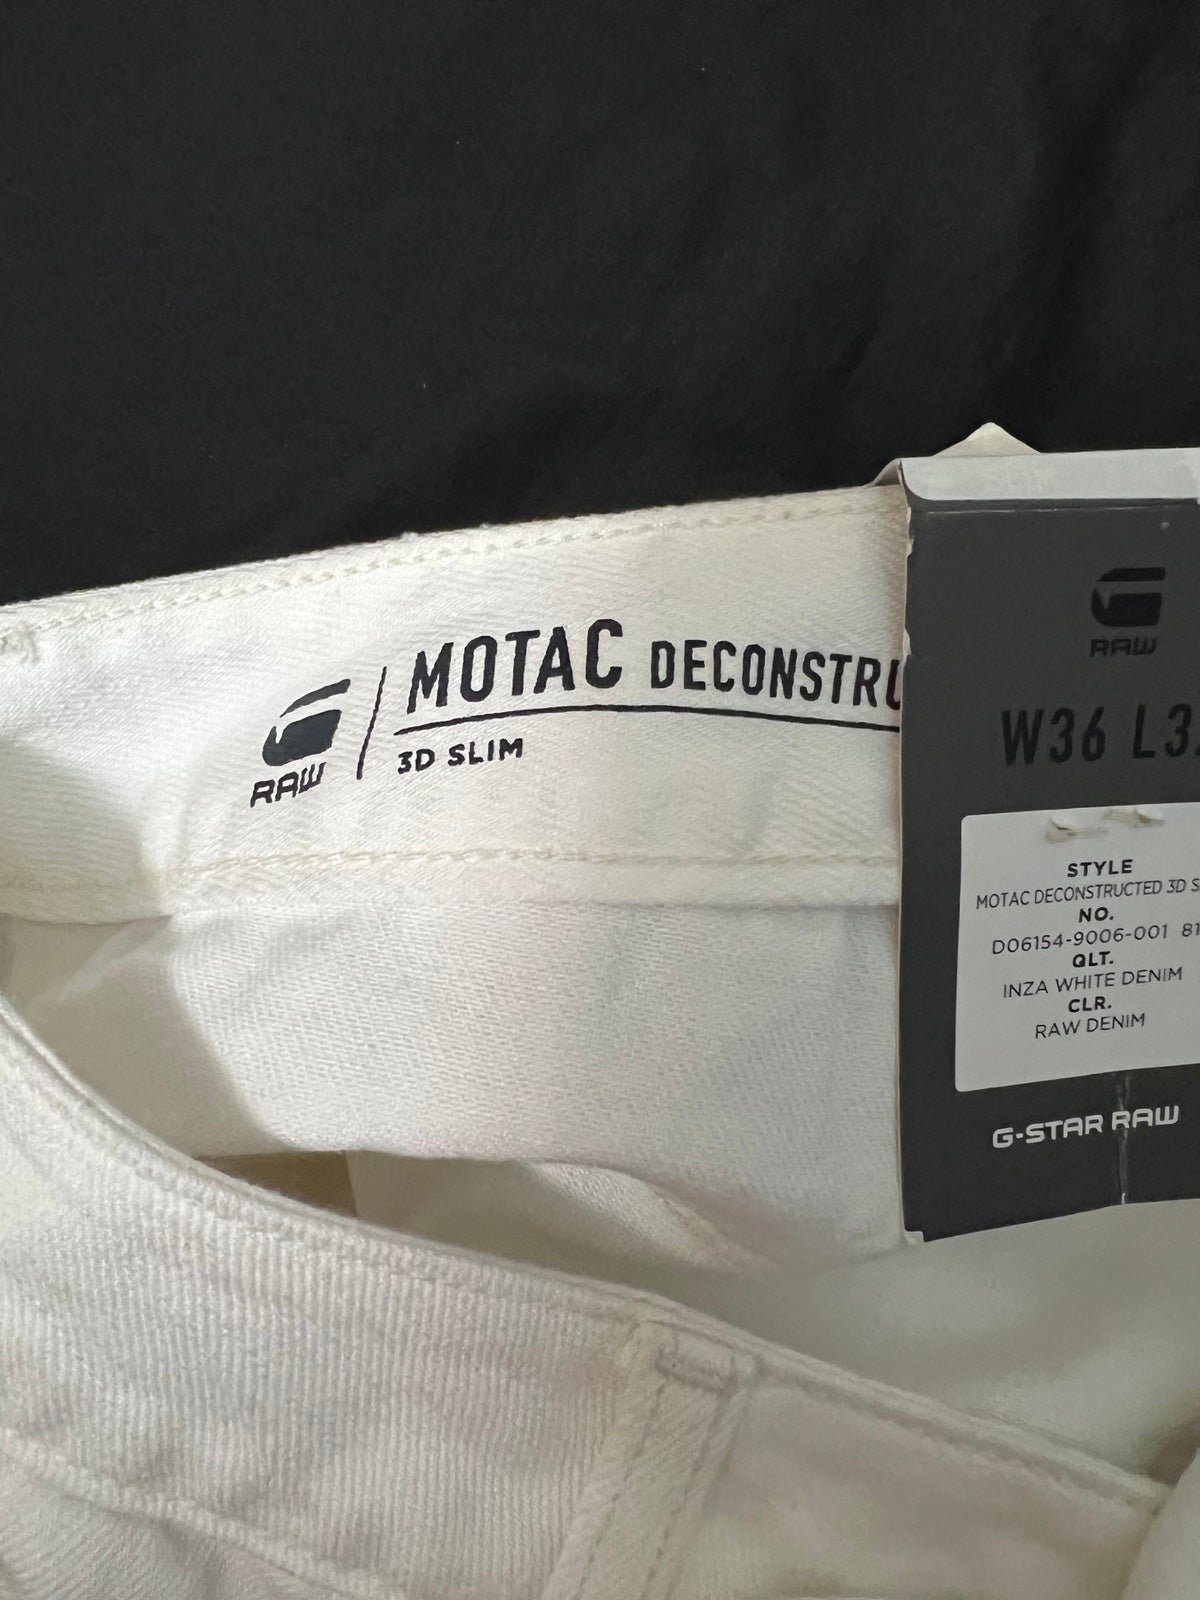 RAW
MOTAC DECONSTRU
3D SLIM
RAW
W36 L3
STYLE
MOTAC DECONSTRUCTED 3D S
NO.
D06154-9006-001 81
QLT.
INZA WHITE DENIM
CLR.
RAW DENIM
G-STAR RAW